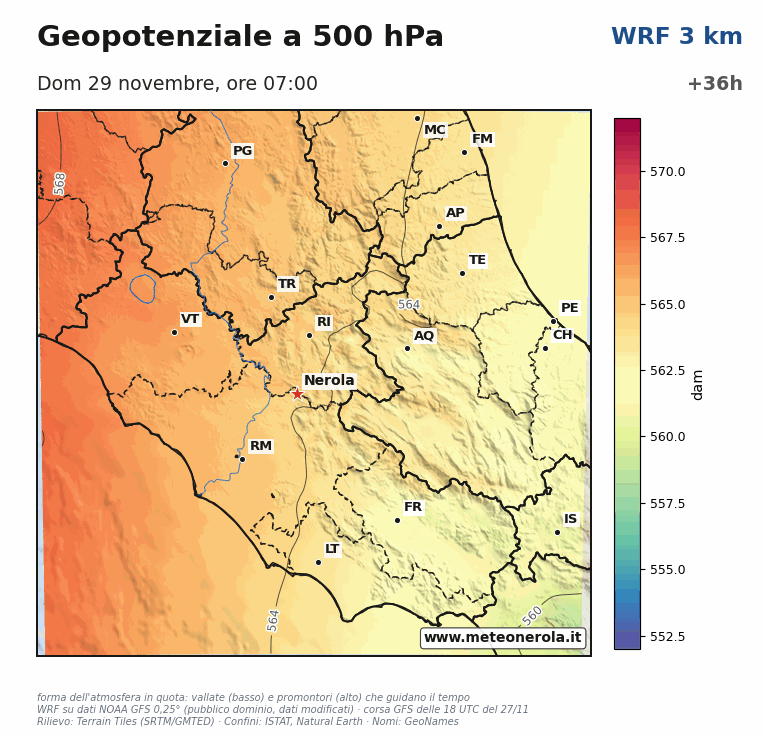 Geopotenziale a 500 hPa
WRF 3 km
Dom 29 novembre, ore 07:00
+36h
MC
FM
PG
568
AP
TE
TR
564
PE
VT
RI
AQ
CH
Nerola
RM
FR
IS
LT
564
560
www.meteonerola.it
570.0
567.5
565.0
562.5
560.0
557.5
555.0
552.5
dam
forma dell'atmosfera in quota: vallate (basso) e promontori (alto) che guidano il tempo
WRF su dati NOAA GFS 0,25° (pubblico dominio, dati modificati) · corsa GFS delle 18 UTC del 27/11
Rilievo: Terrain Tiles (SRTM/GMTED) · Confini: ISTAT, Natural Earth · Nomi: GeoNames